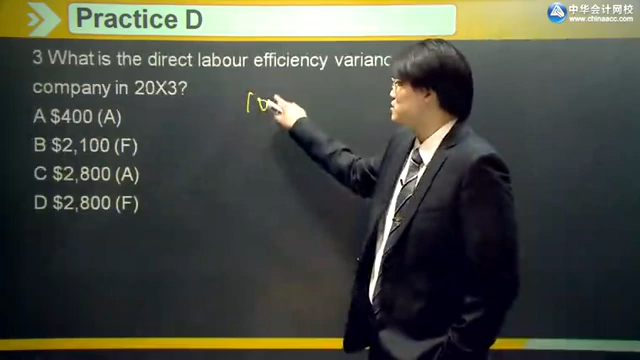 Practice D
中华会计网校
www.chinaacc.com
3 What is the direct labour efficiency varianc
company in 20X3?
A $400 (A)
B $2,100 (F)
C $2,800 (A)
D $2,800 (F)